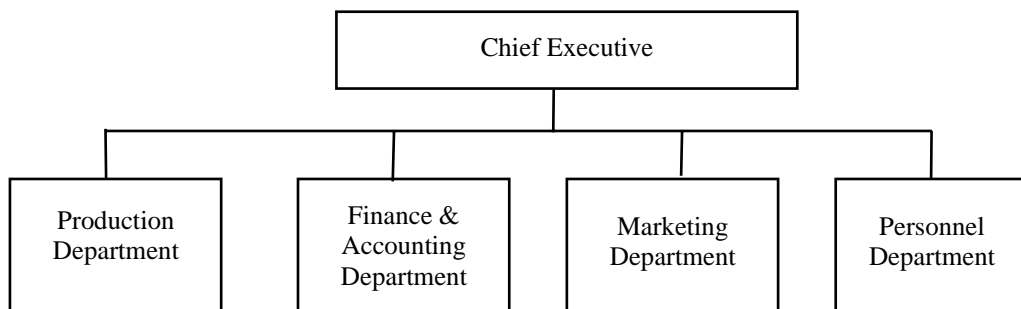 Chief Executive
Production
Department
Finance &
Accounting
Department
Marketing
Department
Personnel
Department